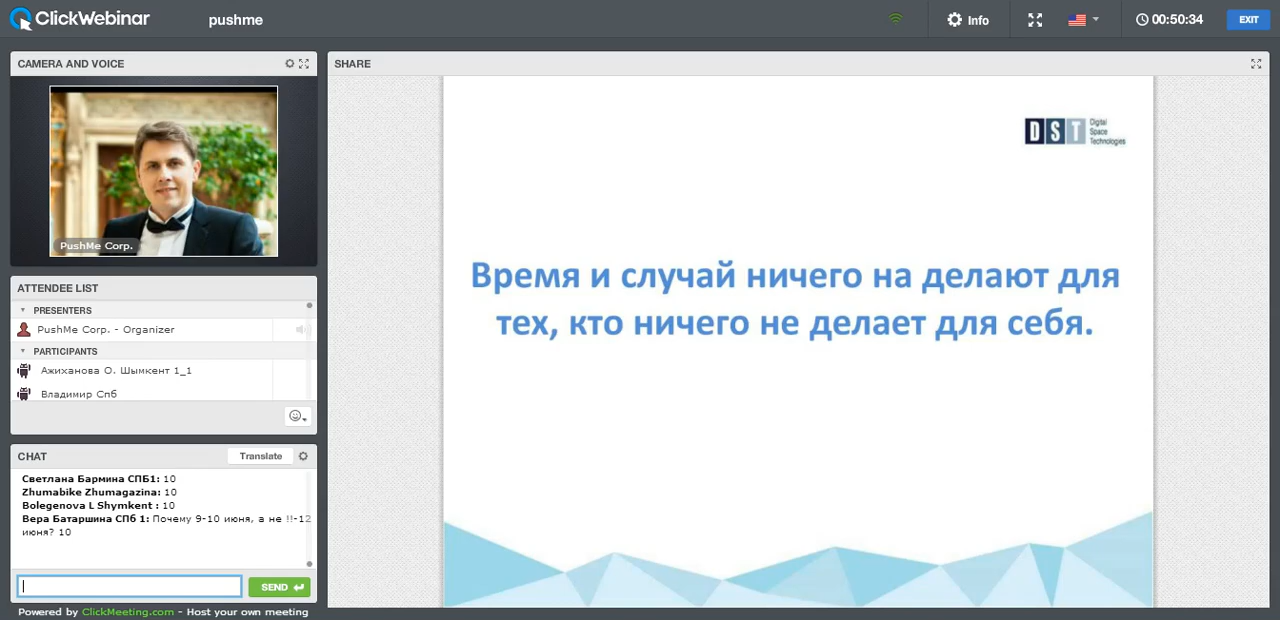 ClickWebinar
pushme
Info
00:50:34
EXIT
CAMERA AND VOICE
PushMe Corp.
ATTENDEE LIST
PRESENTERS
PushMe Corp. - Organizer
PARTICIPANTS
Ажиханова О. Шымкент 1_1
Владимир Спб
CHAT
Translate
Светлана Бармина СПБ1: 10
Zhumabike Zhumagazina: 10
Bolegenova L Shymkent : 10
Вера Батаршина СПб 1: Почему 9-10 июня, а не !!-12
июня? 10
SEND
Powered by ClickMeeting.com - Host your own meeting
SHARE
DST
Digital
Space
Technologies
Время и случай ничего на делают для
тех, кто ничего не делает для себя.